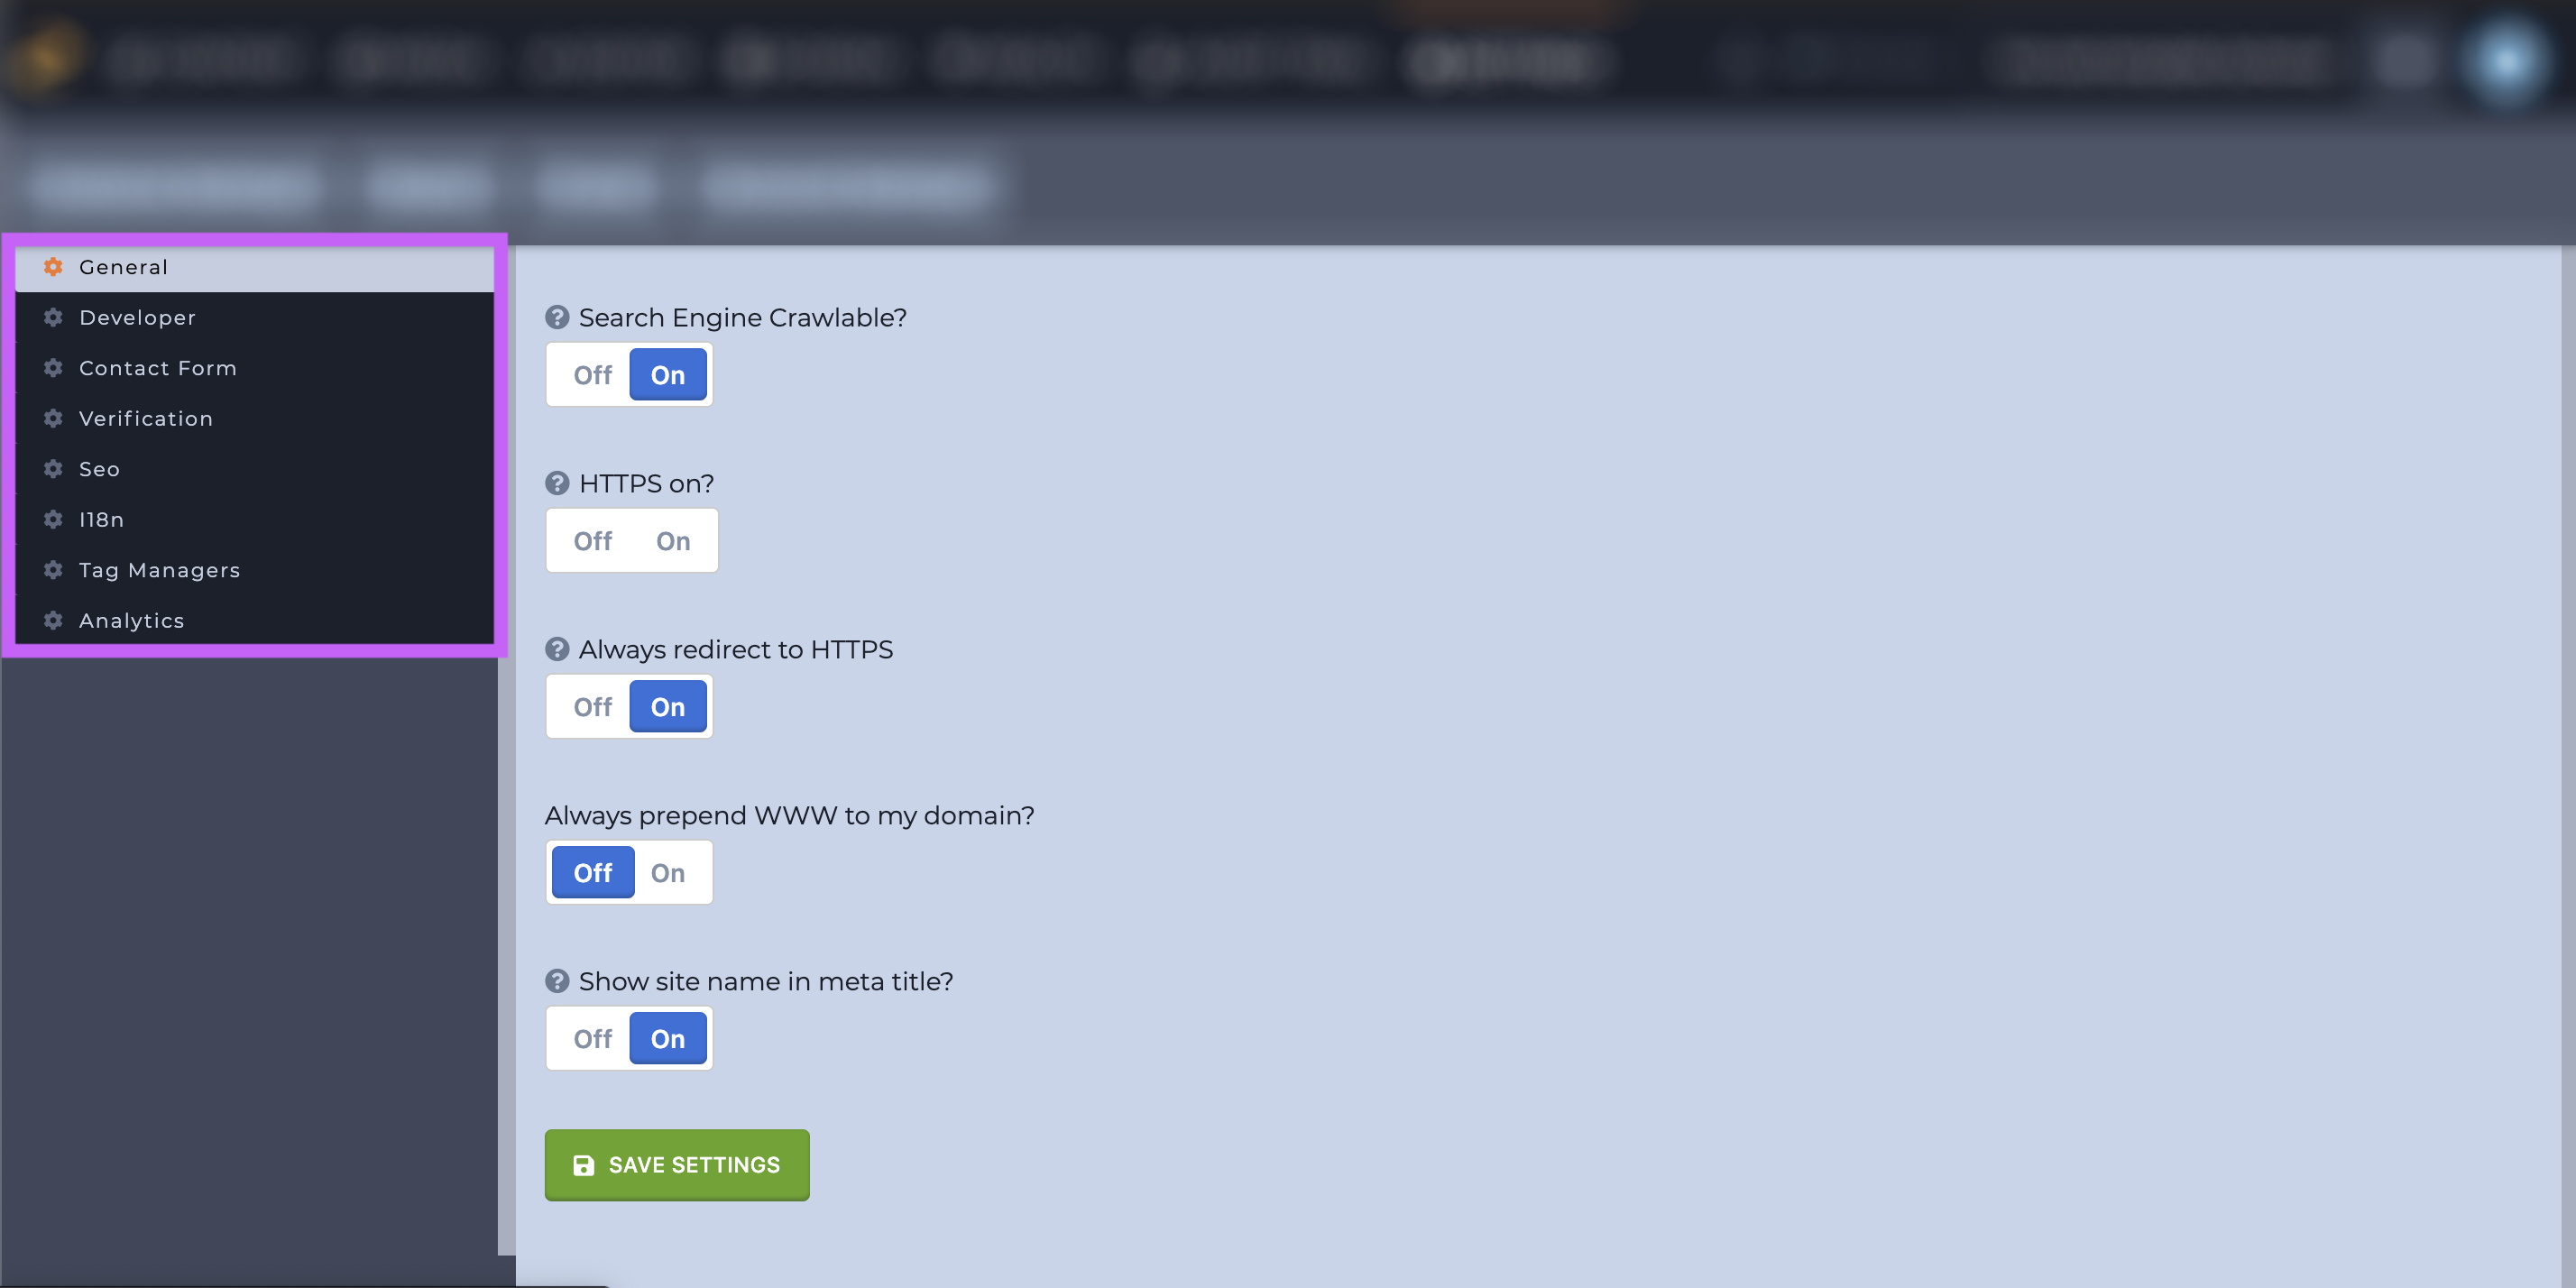 General
Developer
Contact Form
Verification
Seo
I18n
Tag Managers
Analytics
Search Engine Crawlable?
Off On
HTTPS on?
Off On
Always redirect to HTTPS
Off On
Always prepend WWW to my domain?
Off On
Show site name in meta title?
Off On
SAVE SETTINGS